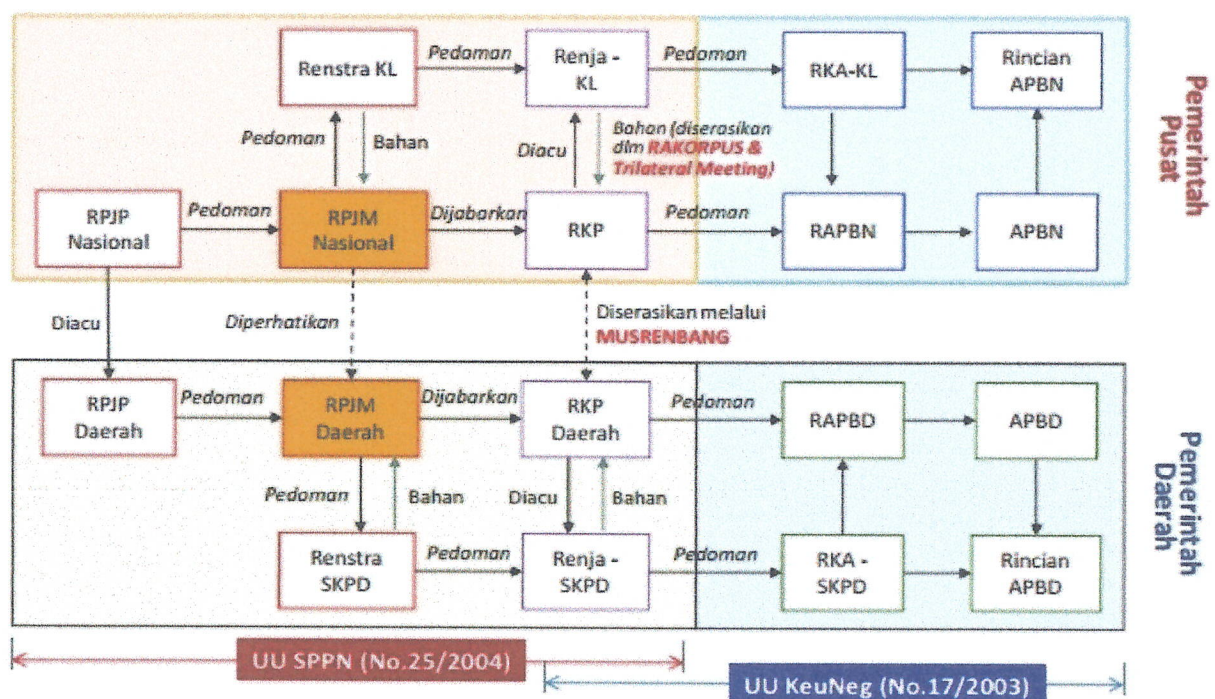 Pedoman
Pedoman
Renstra KL
Renja -
KL
RKA-KL
Rincian
APBN
Pedoman
Bahan
Diacu
Bahan (diserasikan
dlm RAKORPUS &
Trilateral Meeting)
RPJP
Nasional
Pedoman
RPJM
Nasional
Dijabarkan
RKP
Pedoman
RAPBN
APBN
Pemerintah
Pusat
Diacu
Diperhatikan
Diserasikan melalui
MUSRENBANG
RPJP
Daerah
Pedoman
RPJM
Daerah
Dijabarkan
RKP
Daerah
Pedoman
RAPBD
APBD
Pedoman
Bahan
Diacu
Bahan
Renstra
SKPD
Pedoman
Renja -
SKPD
Pedoman
RKA -
SKPD
Rincian
APBD
Pemerintah
Daerah
UU SPPN (No.25/2004)
UU KeuNeg (No.17/2003)